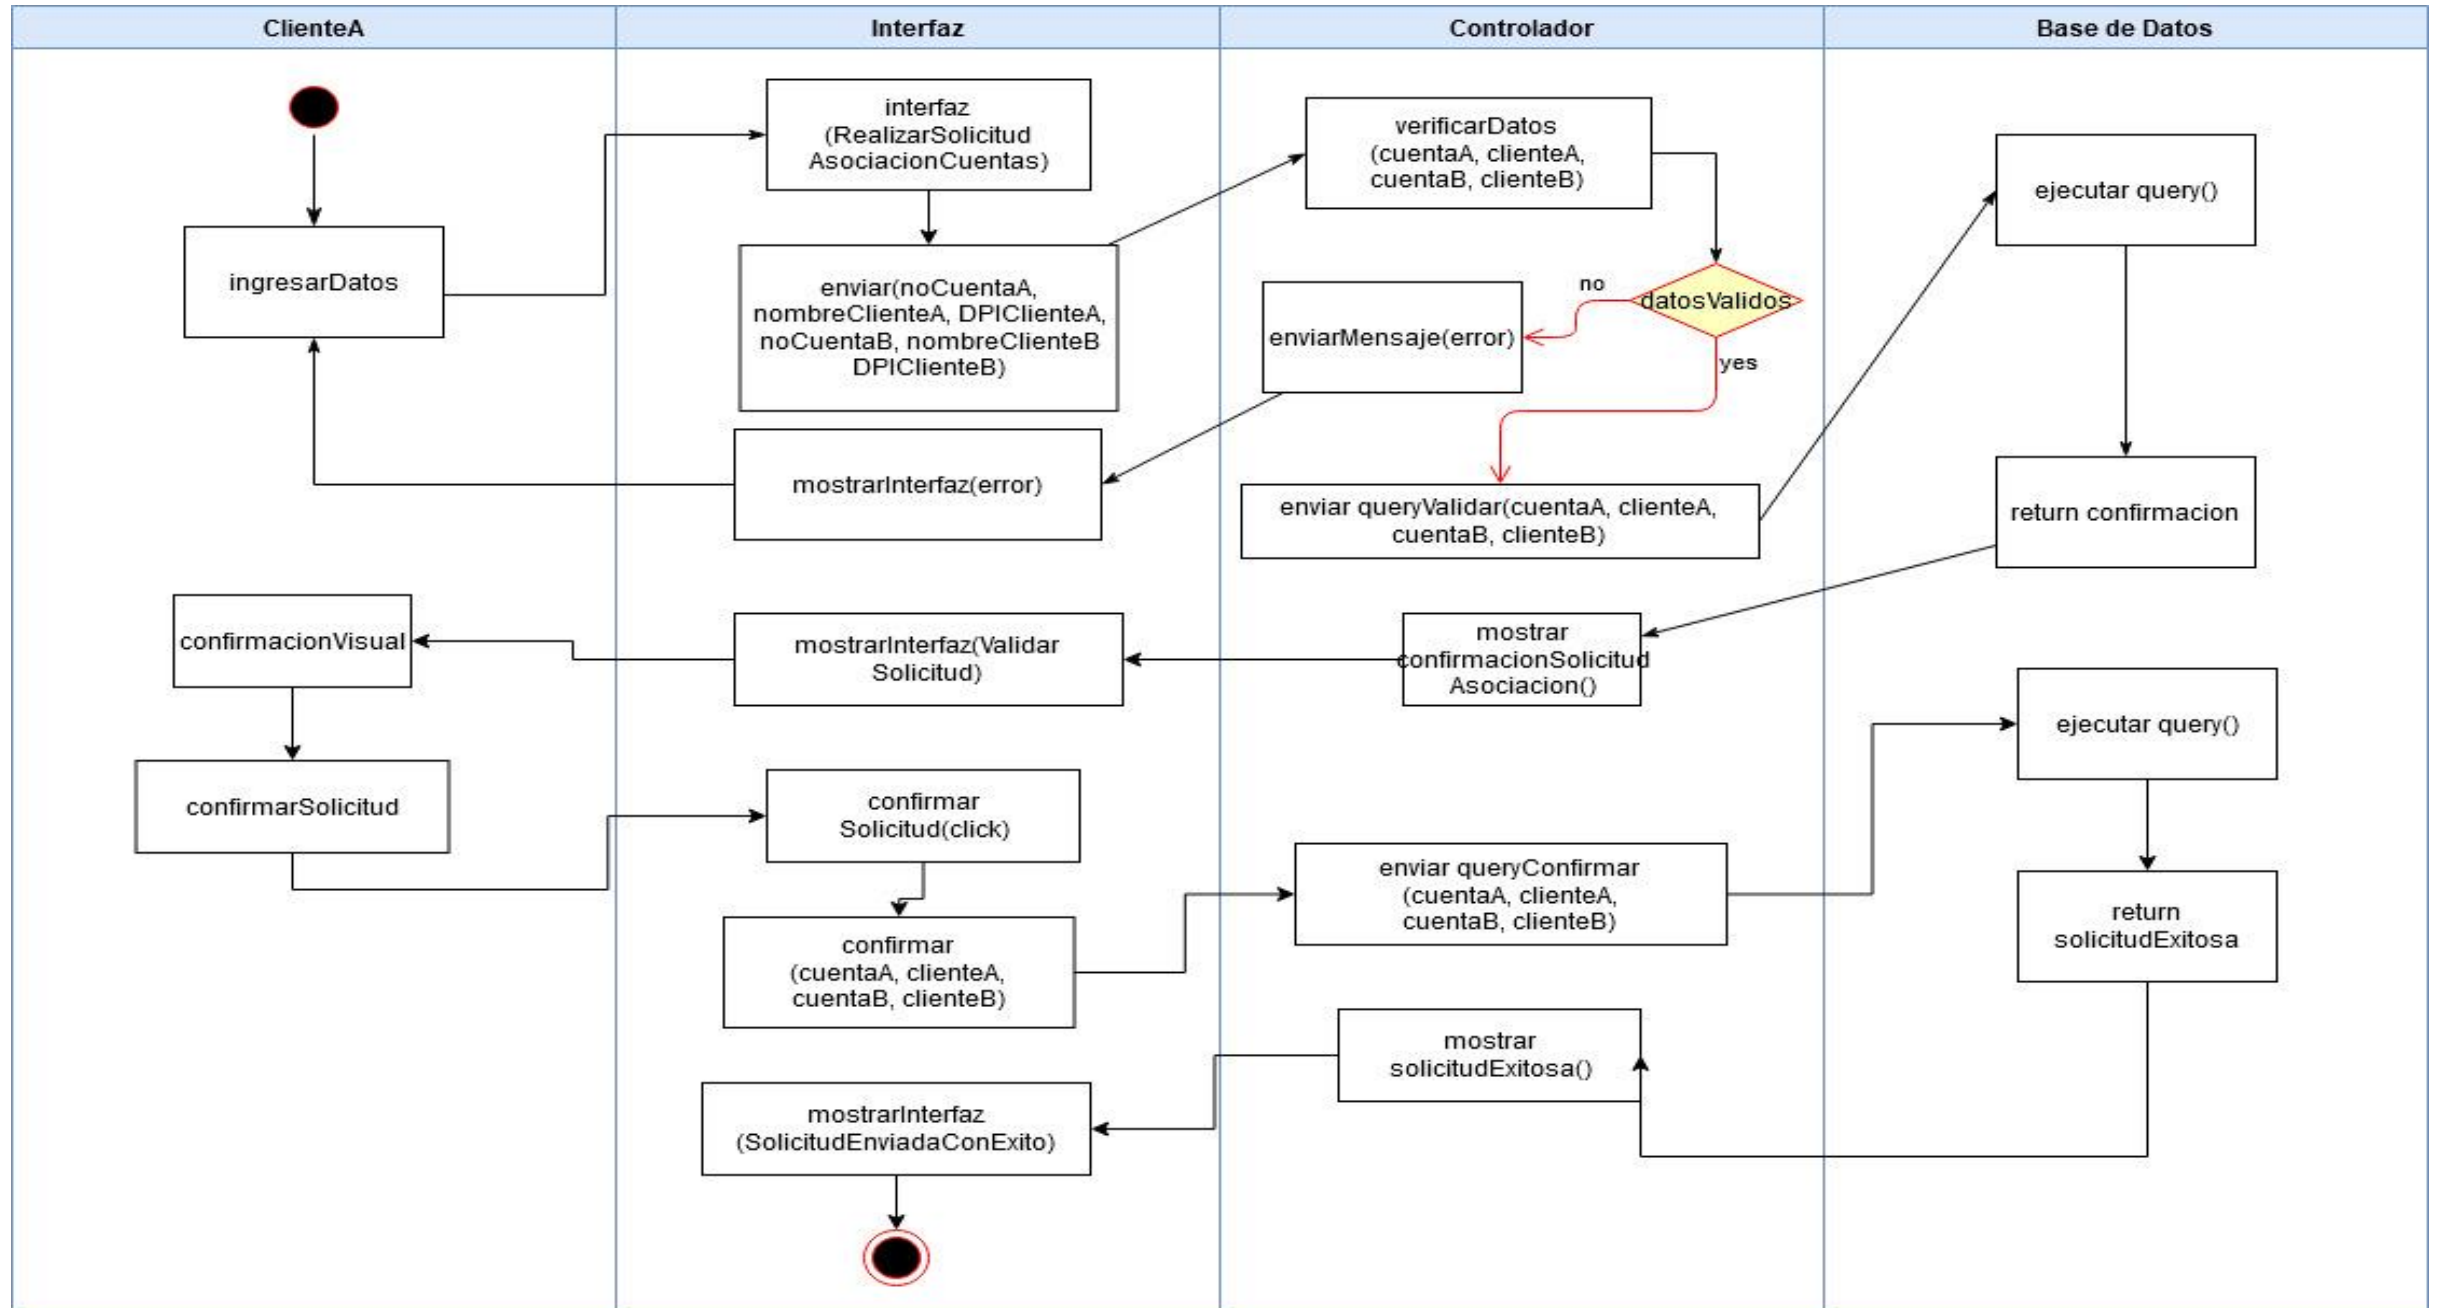 ClienteA
Interfaz
Controlador
Base de Datos
interfaz
(RealizarSolicitud
AsociacionCuentas)
verificarDatos
(cuentaA, clienteA,
cuentaB, clienteB)
ejecutar query()
ingresarDatos
enviar(noCuentaA,
nombreClienteA, DPIClienteA,
noCuentaB, nombreClienteB
DPIClienteB)
no
datosValidos
enviarMensaje(error)
yes
mostrarInterfaz(error)
enviar queryValidar(cuentaA, clienteA,
cuentaB, clienteB)
return confirmacion
confirmacionVisual
mostrarInterfaz(Validar
Solicitud)
mostrar
confirmacionSolicitud
Asociacion()
ejecutar query()
confirmarSolicitud
confirmar
Solicitud(click)
enviar queryConfirmar
(cuentaA, clienteA,
cuentaB, clienteB)
return
solicitudExitosa
confirmar
(cuentaA, clienteA,
cuentaB, clienteB)
mostrar
solicitudExitosa()
mostrarInterfaz
(SolicitudEnviadaConExito)